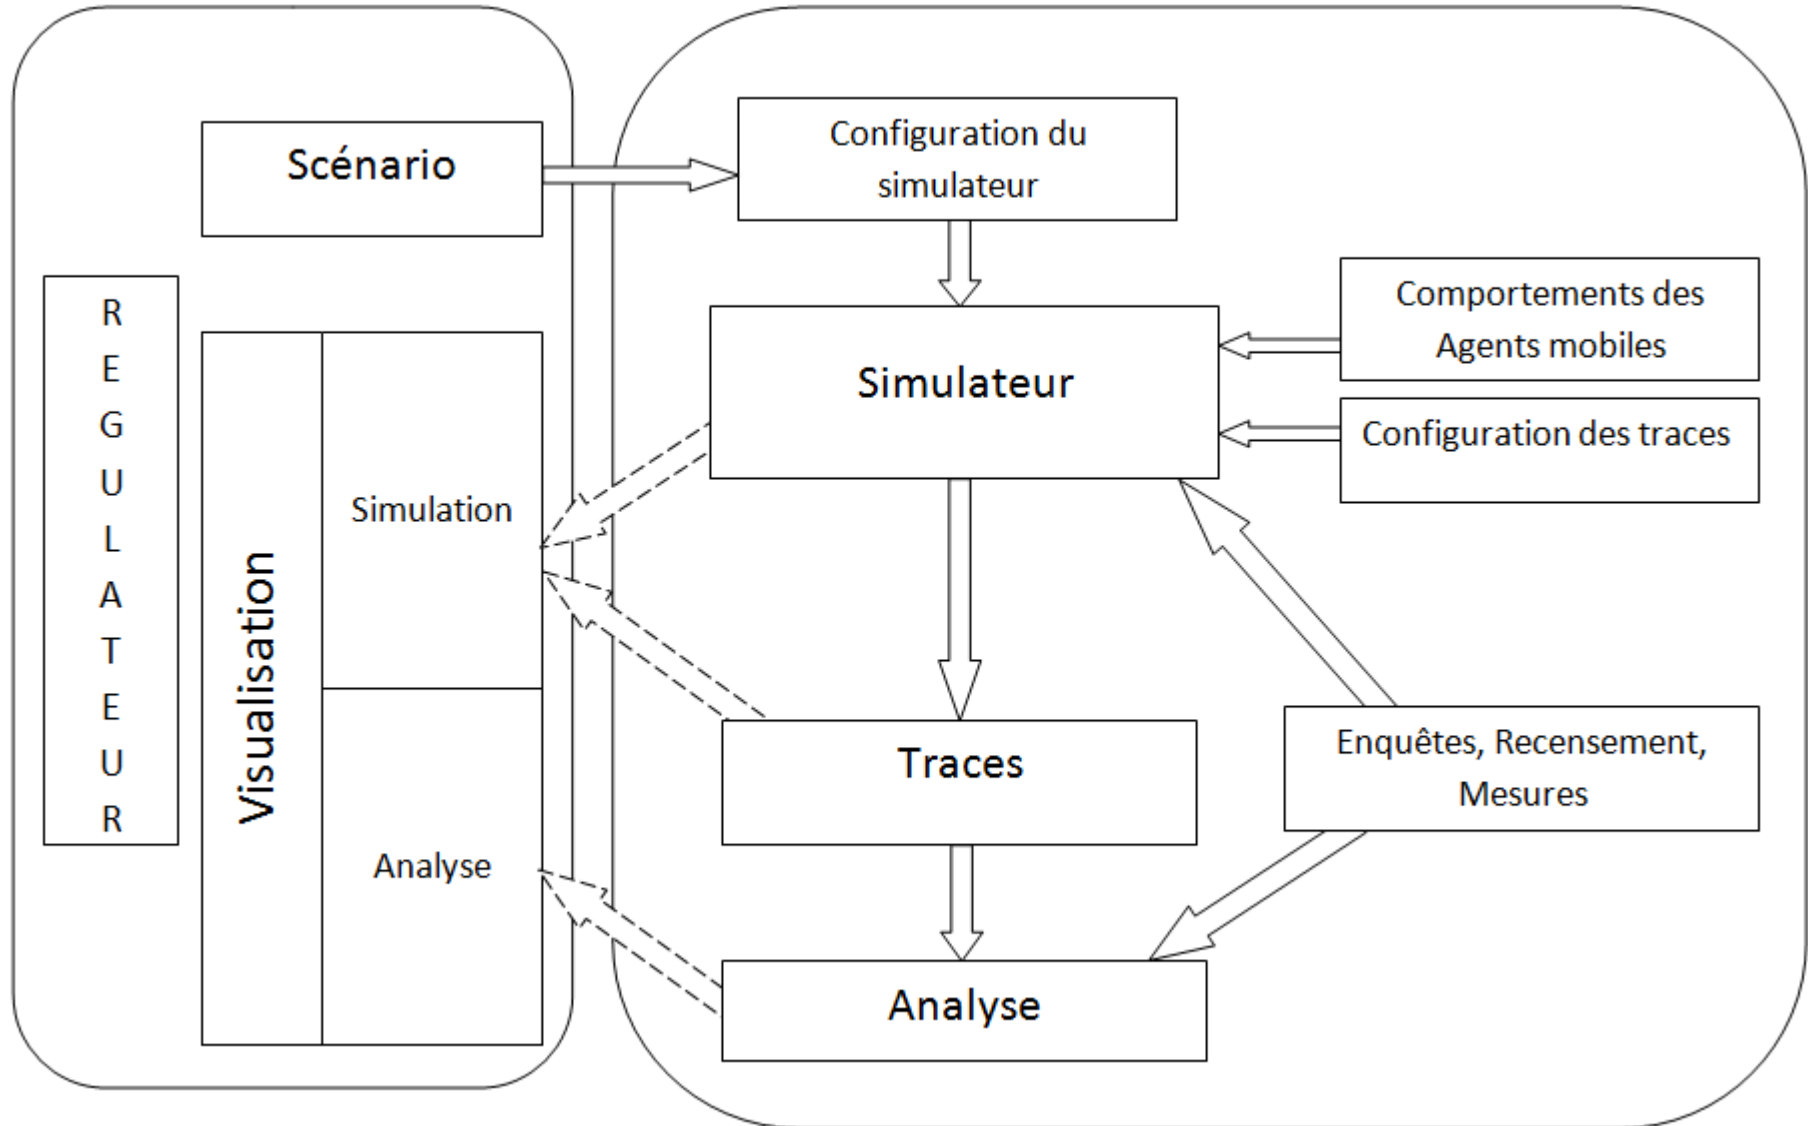 Scénario
Configuration du
simulateur
REGULATEUR
Comportements des
Agents mobiles
Simulateur
Configuration des traces
Visualisation
Simulation
Traces
Enquêtes, Recensement,
Mesures
Analyse
Analyse